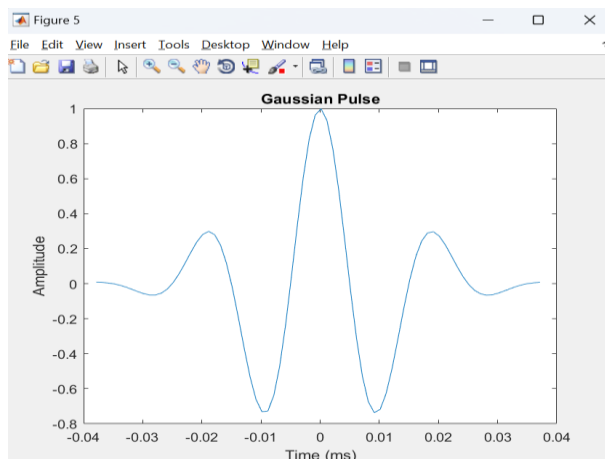 Figure 5
File Edit View Insert Tools Desktop Window Help
Gaussian Pulse
1
0.8
0.6
0.4
0.2
0
-0.2
-0.4
-0.6
-0.8
Amplitude
-0.04 -0.03 -0.02 -0.01 0 0.01 0.02 0.03 0.04
Time (ms)